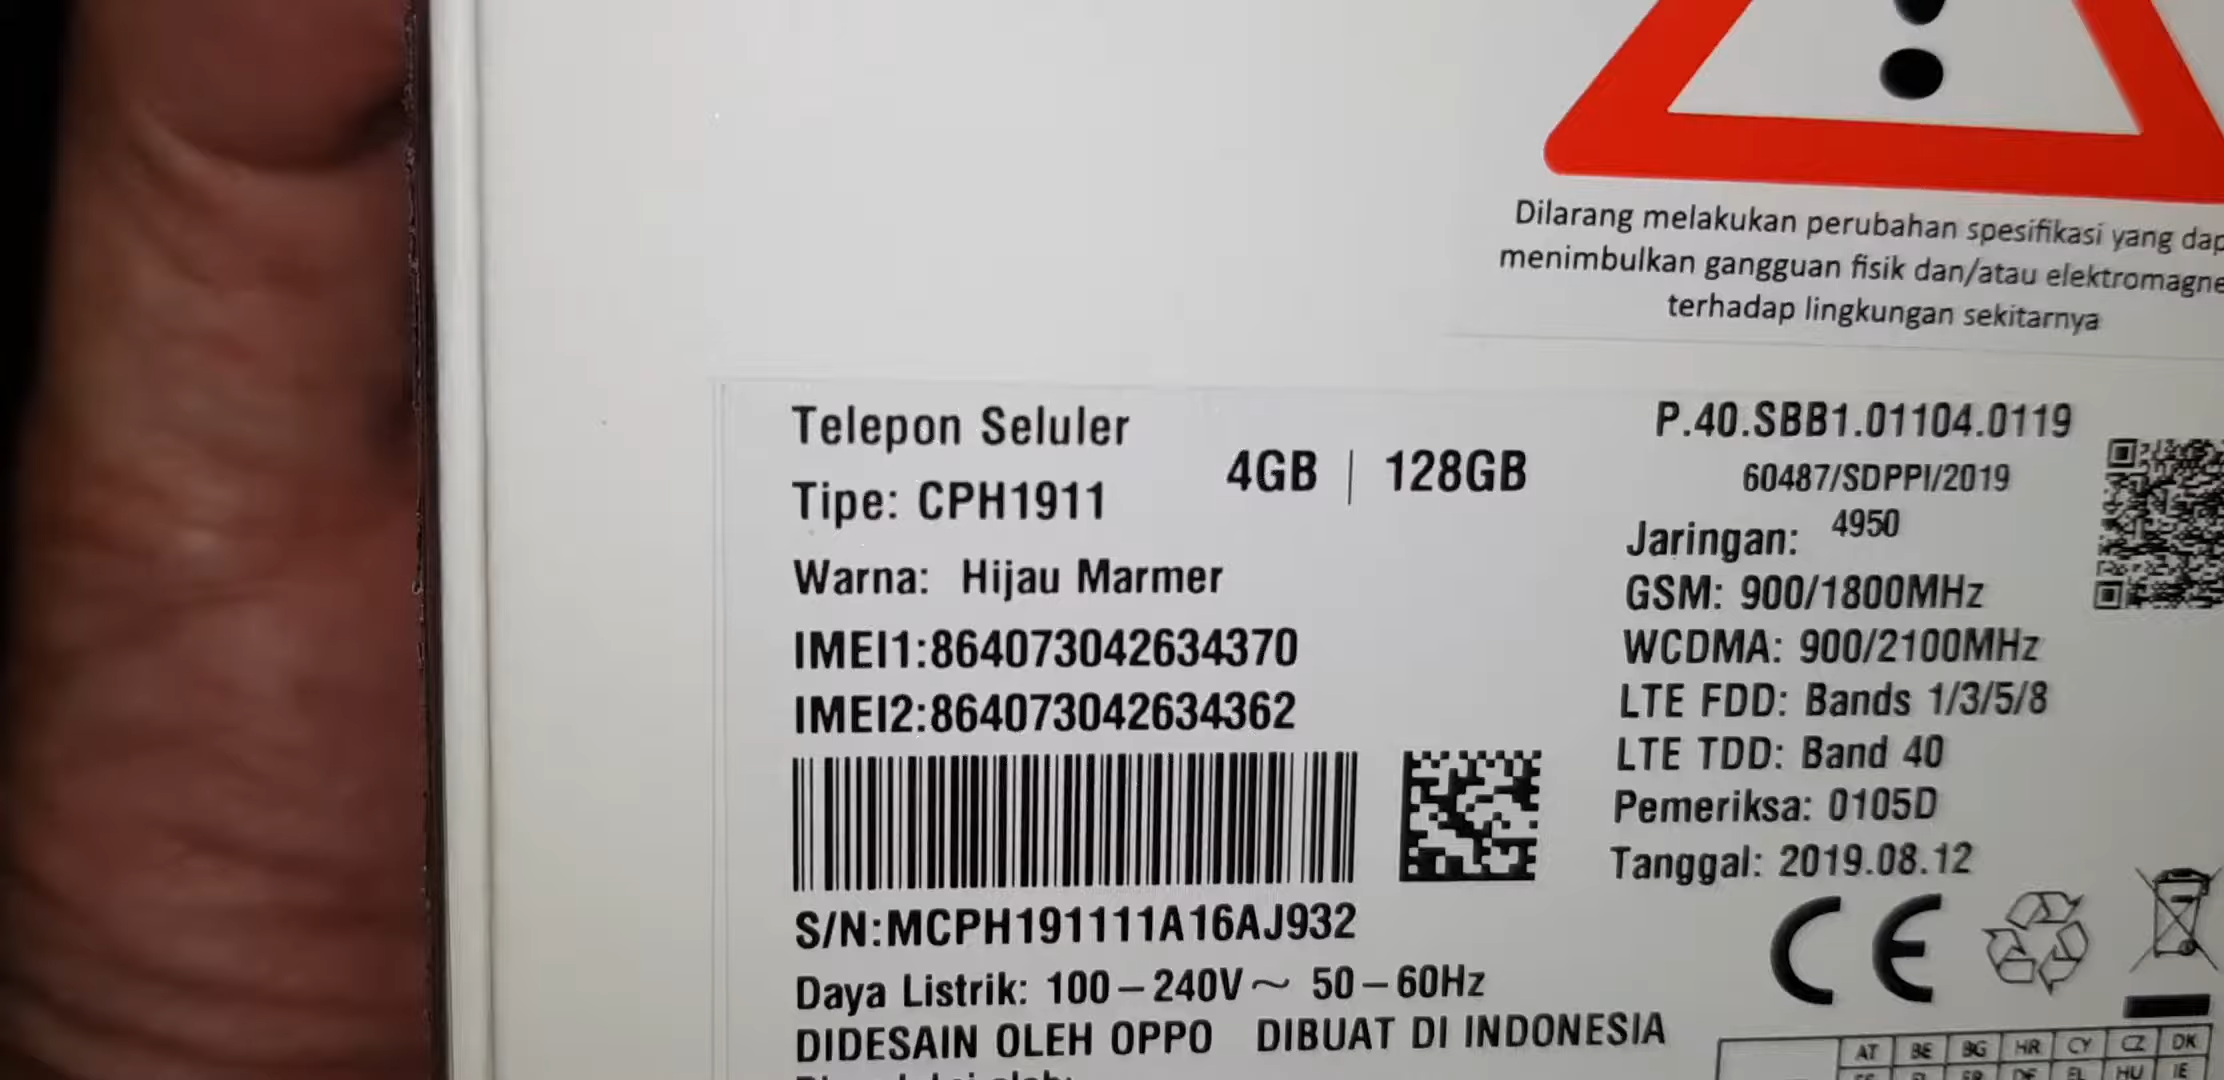 Dilarang melakukan perubahan spesifikasi yang dap
menimbulkan gangguan fisik dan/atau elektromagne
terhadap lingkungan sekitarnya
Telepon Seluler
4GB | 128GB
Tipe: CPH1911
Warna: Hijau Marmer
IMEI1:864073042634370
IMEI2:864073042634362
S/N:MCPH191111A16AJ932
Daya Listrik: 100–240V~ 50–60Hz
DIDESAIN OLEH OPPO DIBUAT DI INDONESIA
P.40.SBB1.01104.0119
60487/SDPPI/2019
4950
Jaringan:
GSM: 900/1800MHz
WCDMA: 900/2100MHz
LTE FDD: Bands 1/3/5/8
LTE TDD: Band 40
Pemeriksa: 0105D
Tanggal: 2019.08.12
CE
AT BE BG HR CY CZ DK